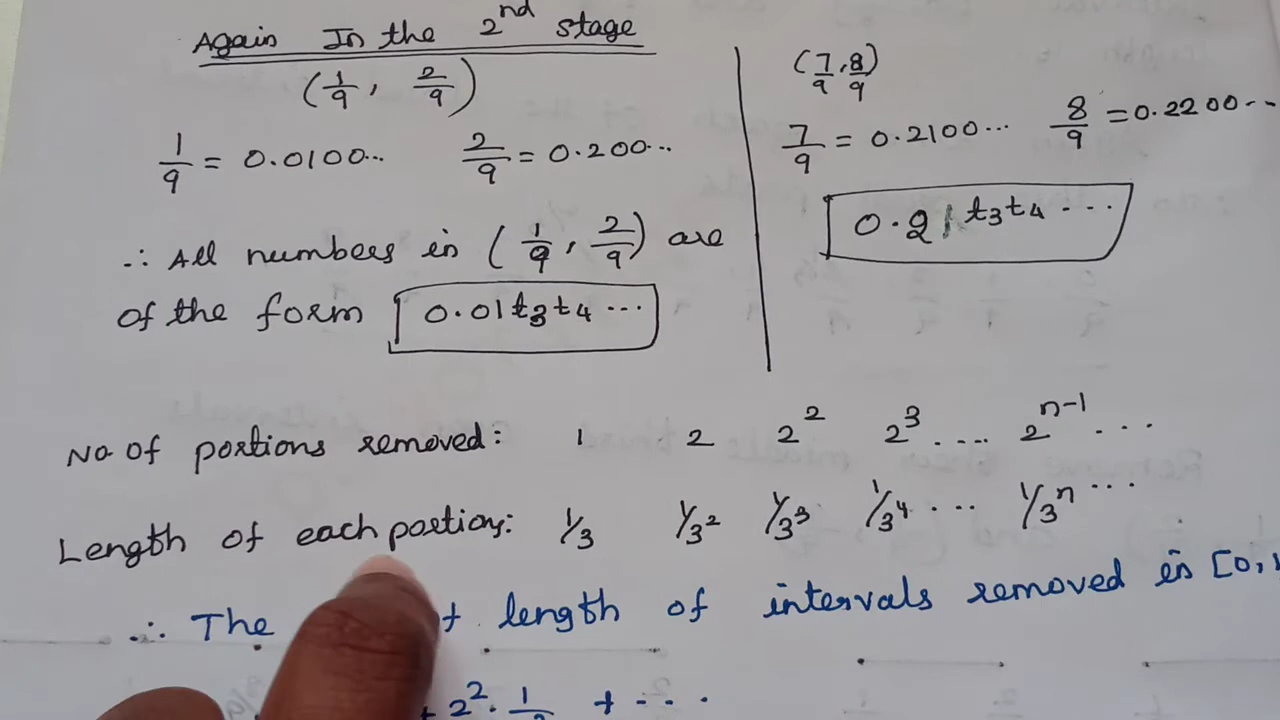 Again In the 2nd stage
(1/9, 2/9)
1/9 = 0.0100... 2/9 = 0.200...
∴ All numbers in (1/9, 2/9) are
of the form 0.01t3t4...
(7/9, 8/9)
7/9 = 0.2100... 8/9 = 0.2200...
0.21t3t4...
No of portions removed: 1 2 2^2 2^3 .... 2^n-1 ...
Length of each portion: 1/3 1/3^2 1/3^3 1/3^4 ... 1/3^n ...
∴ The length of intervals removed in [0,
+ 2^2 . 1/ + ...